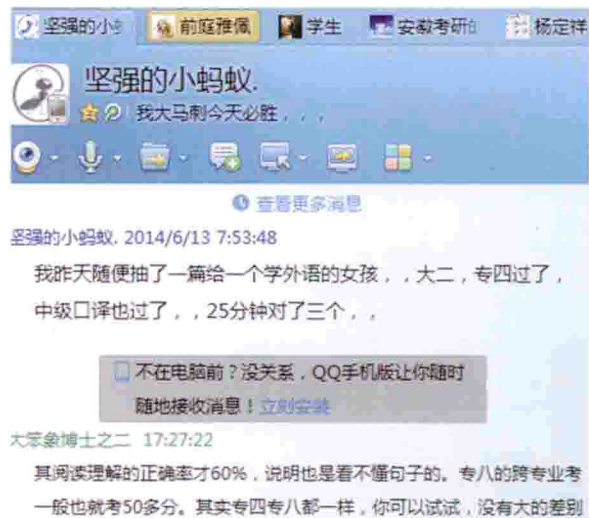 坚强的小
前庭雅佩
学生
安徽考研
杨定祥
坚强的小蚂蚁.
我大马刺今天必胜，，，
查看更多消息
坚强的小蚂蚁. 2014/6/13 7:53:48
我昨天随便抽了一篇给一个学外语的女孩，，大二，专四过了，
中级口译也过了，，25分钟对了三个，，
不在电脑前？没关系，QQ手机版让你随时
随地接收消息！立刻安装
大笨象博士之二 17:27:22
其阅读理解的正确率才60%，说明也是看不懂句子的。专八的跨专业考
一般也就考50多分。其实专四专八都一样，你可以试试，没有大的差别